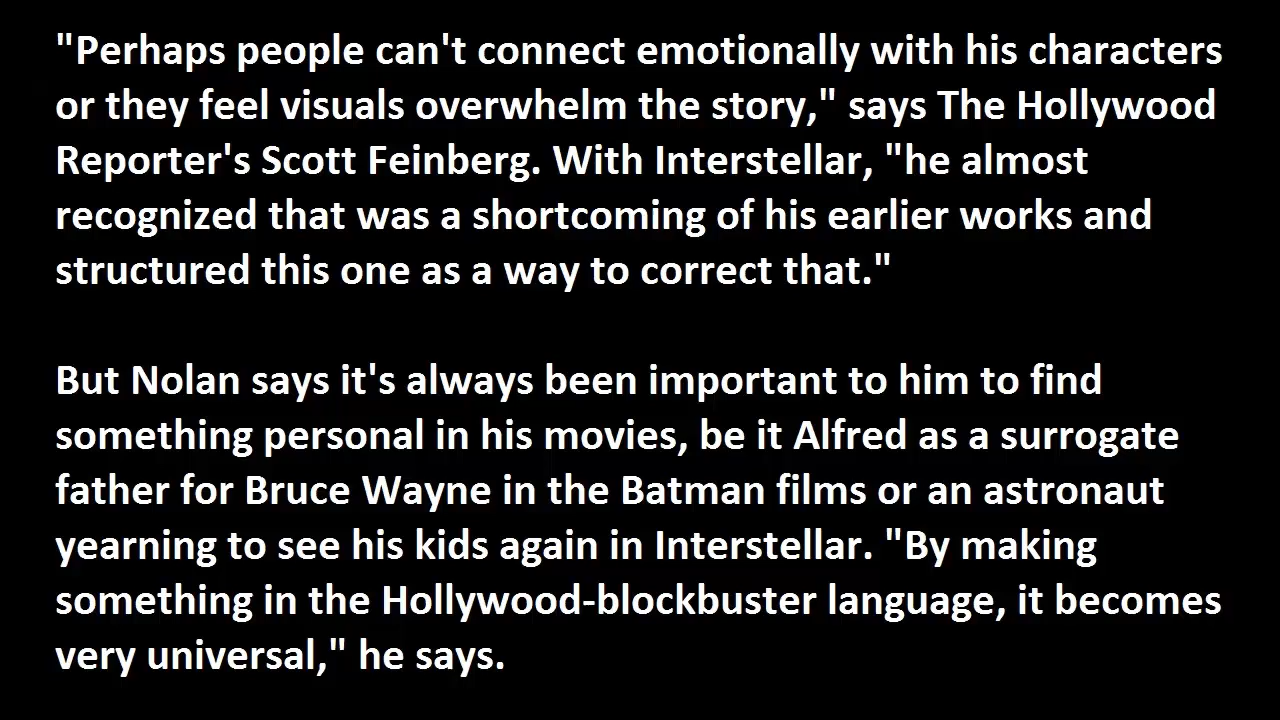 "Perhaps people can't connect emotionally with his characters
or they feel visuals overwhelm the story," says The Hollywood
Reporter's Scott Feinberg. With Interstellar, "he almost
recognized that was a shortcoming of his earlier works and
structured this one as a way to correct that."
But Nolan says it's always been important to him to find
something personal in his movies, be it Alfred as a surrogate
father for Bruce Wayne in the Batman films or an astronaut
yearning to see his kids again in Interstellar. "By making
something in the Hollywood-blockbuster language, it becomes
very universal," he says.